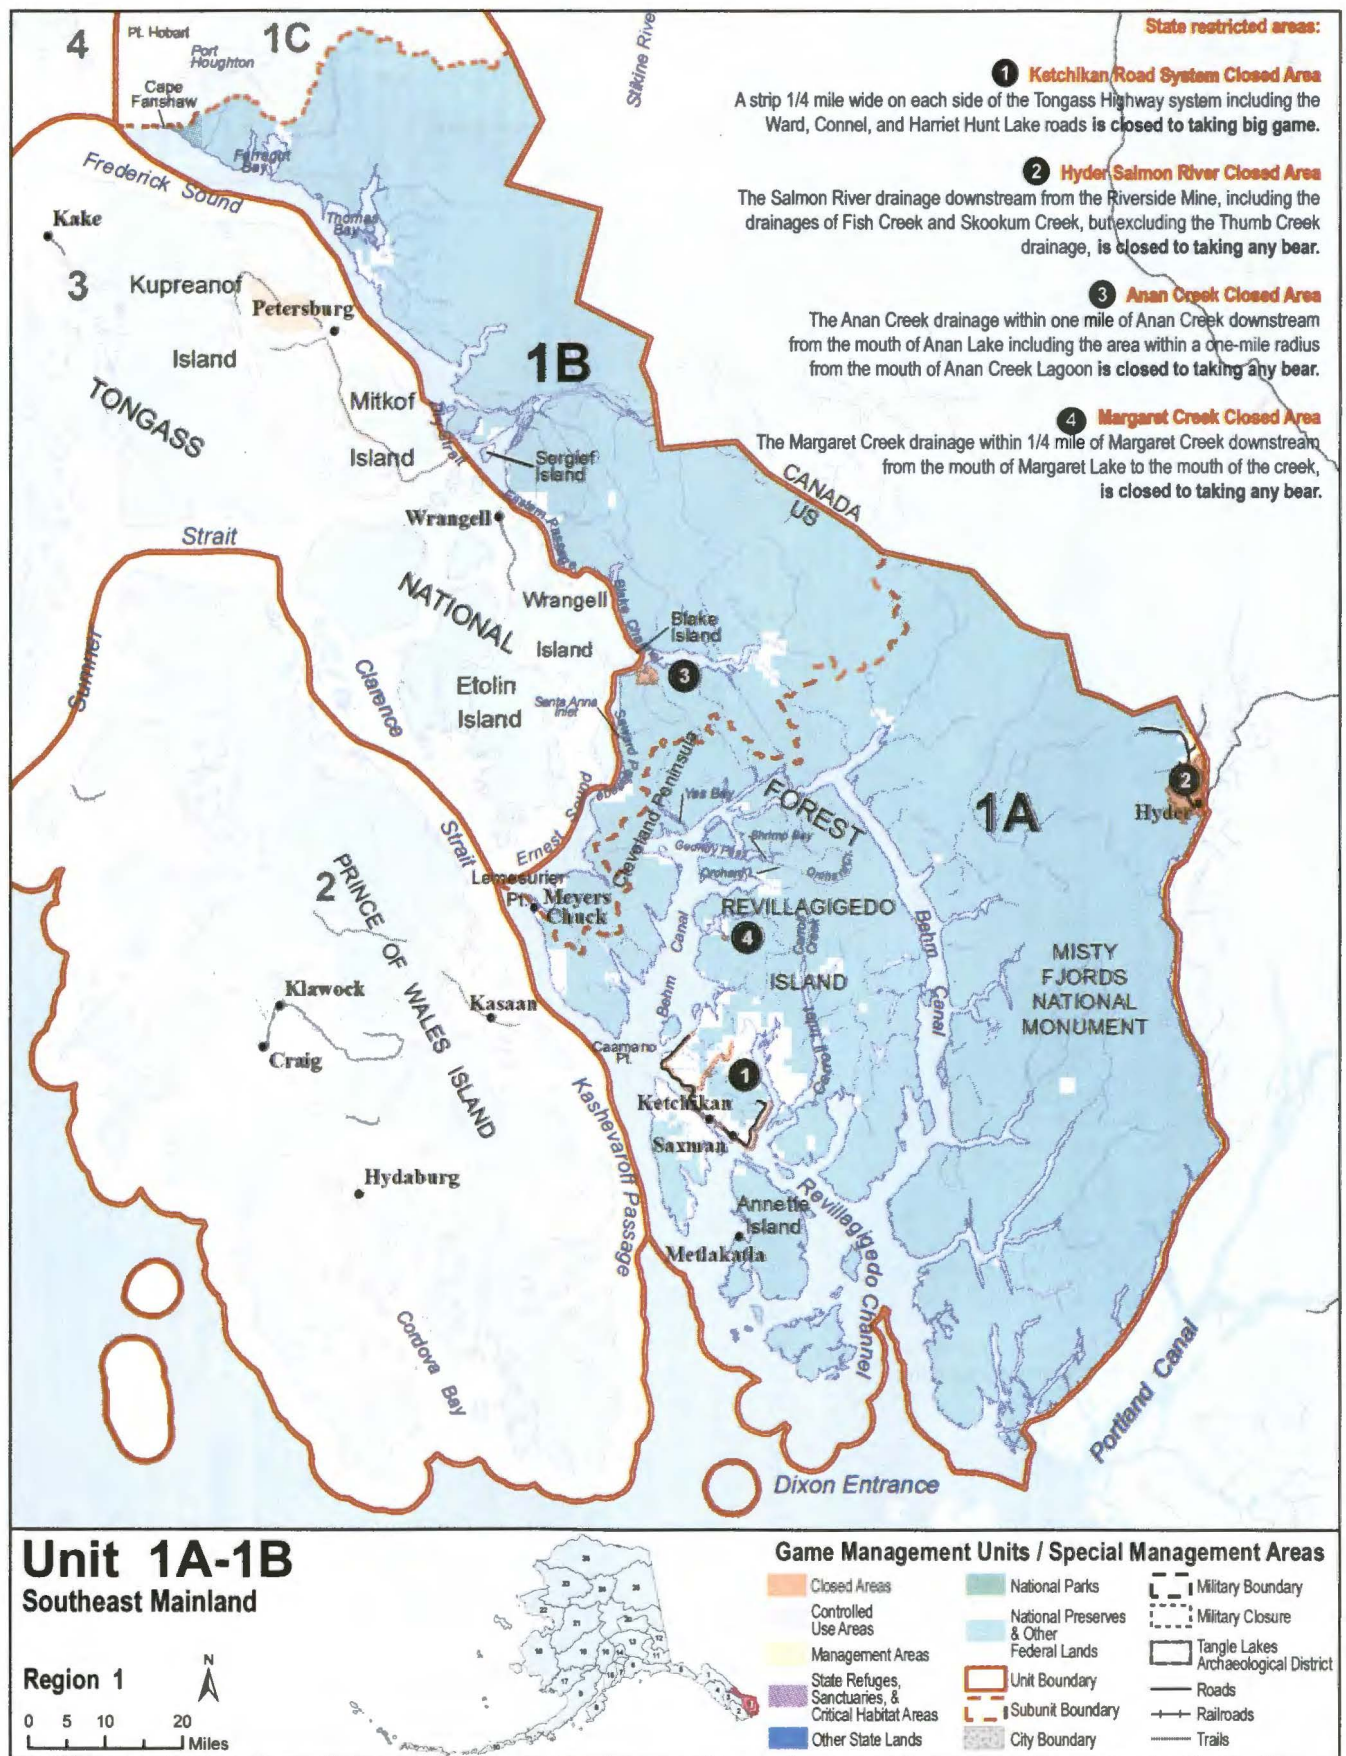 4
Pt. Hobart
1C
Port
Houghton
Cape
Fanshaw
Stikine River
State restricted areas:
1 Ketchikan Road System Closed Area
A strip 1/4 mile wide on each side of the Tongass Highway system including the
Ward, Connel, and Harriet Hunt Lake roads is closed to taking big game.
2 Hyder Salmon River Closed Area
The Salmon River drainage downstream from the Riverside Mine, including the
drainages of Fish Creek and Skookum Creek, but excluding the Thumb Creek
drainage, is closed to taking any bear.
3 Anan Creek Closed Area
The Anan Creek drainage within one mile of Anan Creek downstream
from the mouth of Anan Lake including the area within a one-mile radius
from the mouth of Anan Creek Lagoon is closed to taking any bear.
4 Margaret Creek Closed Area
The Margaret Creek drainage within 1/4 mile of Margaret Creek downstream
from the mouth of Margaret Lake to the mouth of the creek,
is closed to taking any bear.
Farragut
Bay
Frederick Sound
Kake
Thomas
Bay
3
Kupreanof
Petersburg
Island
1B
TONGASS
Mitkof
Island
Sergief
Island
CANADA
US
Wrangell
Eastern Passage
Strait
NATIONAL
Wrangell
Island
Blake
Island
Sumner
Clarence
Etolin
Island
Santa Anna
Inlet
3
2
Hyder
Cleveland Peninsula
Yes Bay
FOREST
1A
Ernest Sound
Shrimp Bay
Strait
2
PRINCE OF WALES ISLAND
Lemesurier
Pt.
Meyers
Chuck
REVILLAGIGEDO
4
Carroll
Creek
ISLAND
Behm Canal
Behm Canal
MISTY
FJORDS
NATIONAL
MONUMENT
Klawock
Kasaan
Craig
Caamano
Pt.
Carroll Inlet
1
Ketchikan
Saxman
Kashevaroff Passage
Hydaburg
Annette
Island
Metlakatla
Revillagigedo Channel
Cordova Bay
Portland Canal
Dixon Entrance
Unit 1A-1B
Southeast Mainland
Region 1
N
0 5 10 20
Miles
Game Management Units / Special Management Areas
Closed Areas
Controlled
Use Areas
Management Areas
State Refuges,
Sanctuaries, &
Critical Habitat Areas
Other State Lands
National Parks
National Preserves
& Other
Federal Lands
Unit Boundary
Subunit Boundary
City Boundary
Military Boundary
Military Closure
Tangle Lakes
Archaeological District
Roads
Railroads
Trails